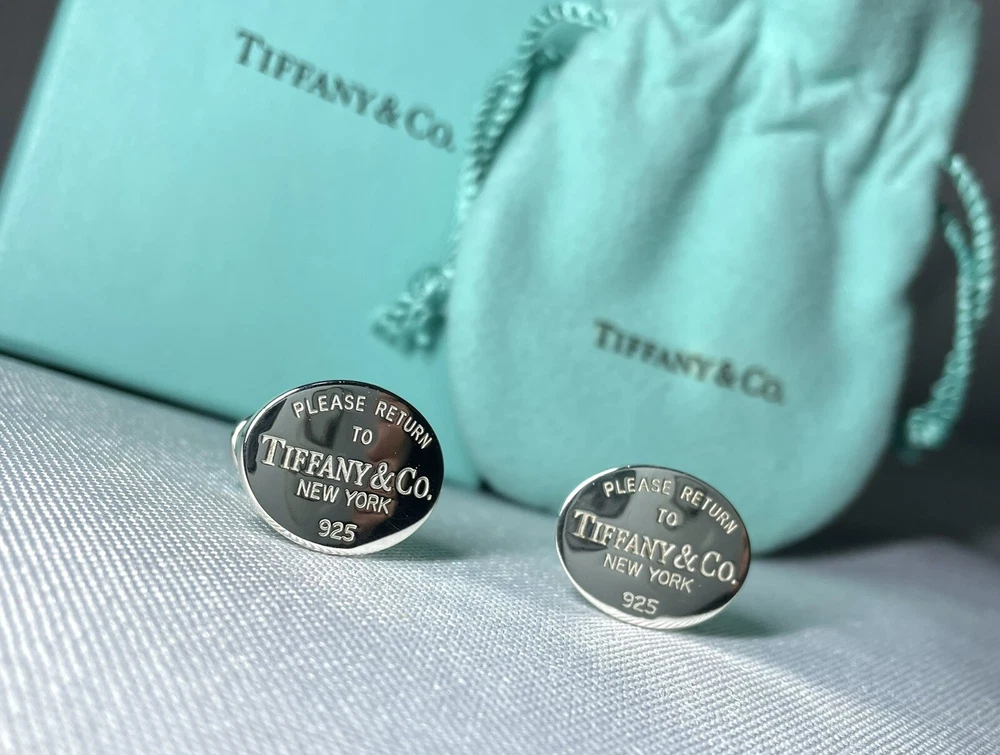 TIFFANY & CO.
TIFFANY & CO.
PLEASE RETURN
TO
TIFFANY & CO.
NEW YORK
925
PLEASE RETURN
TO
TIFFANY & CO.
NEW YORK
925